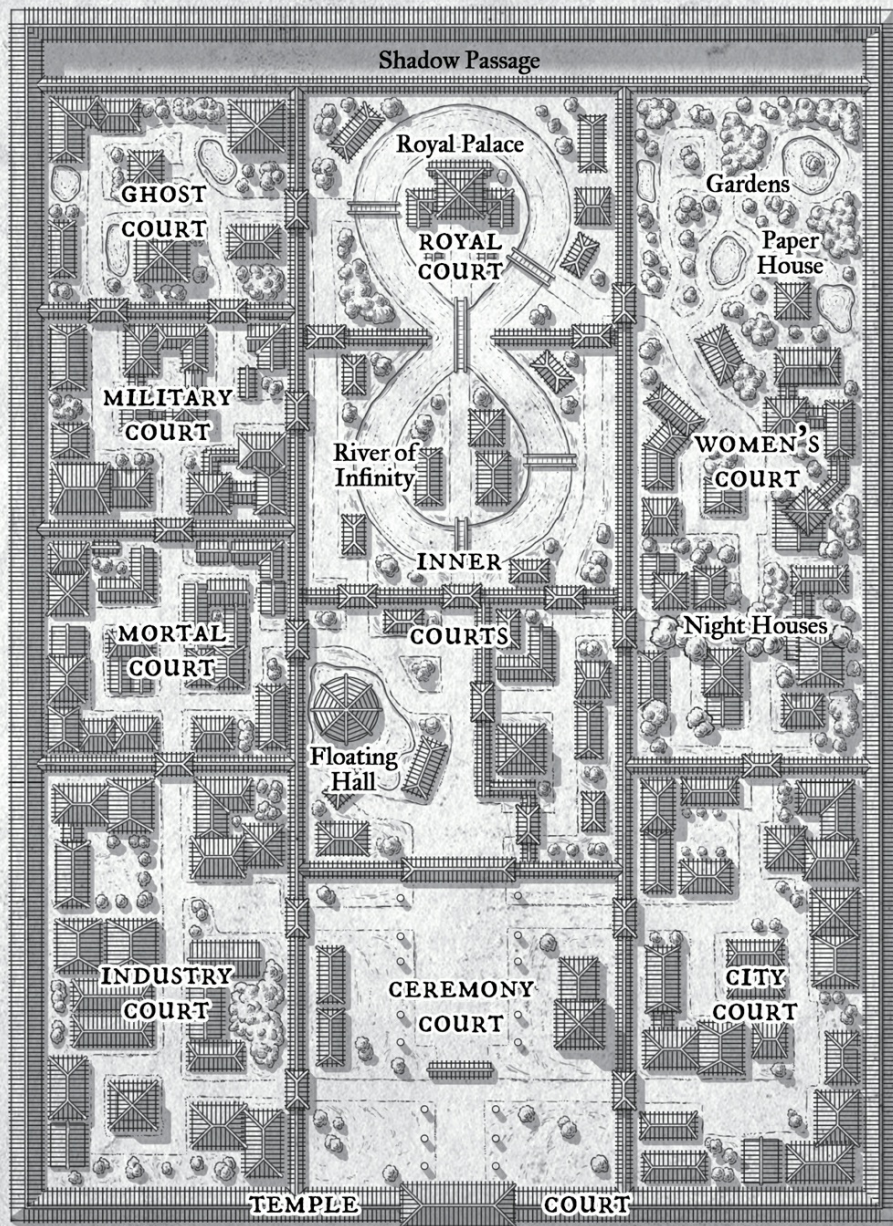 Shadow Passage
Royal Palace
GHOST
COURT
Gardens
ROYAL
COURT
Paper
House
MILITARY
COURT
River of
Infinity
WOMEN'S
COURT
INNER
COURTS
MORTAL
COURT
Night Houses
Floating
Hall
INDUSTRY
COURT
CEREMONY
COURT
CITY
COURT
TEMPLE COURT